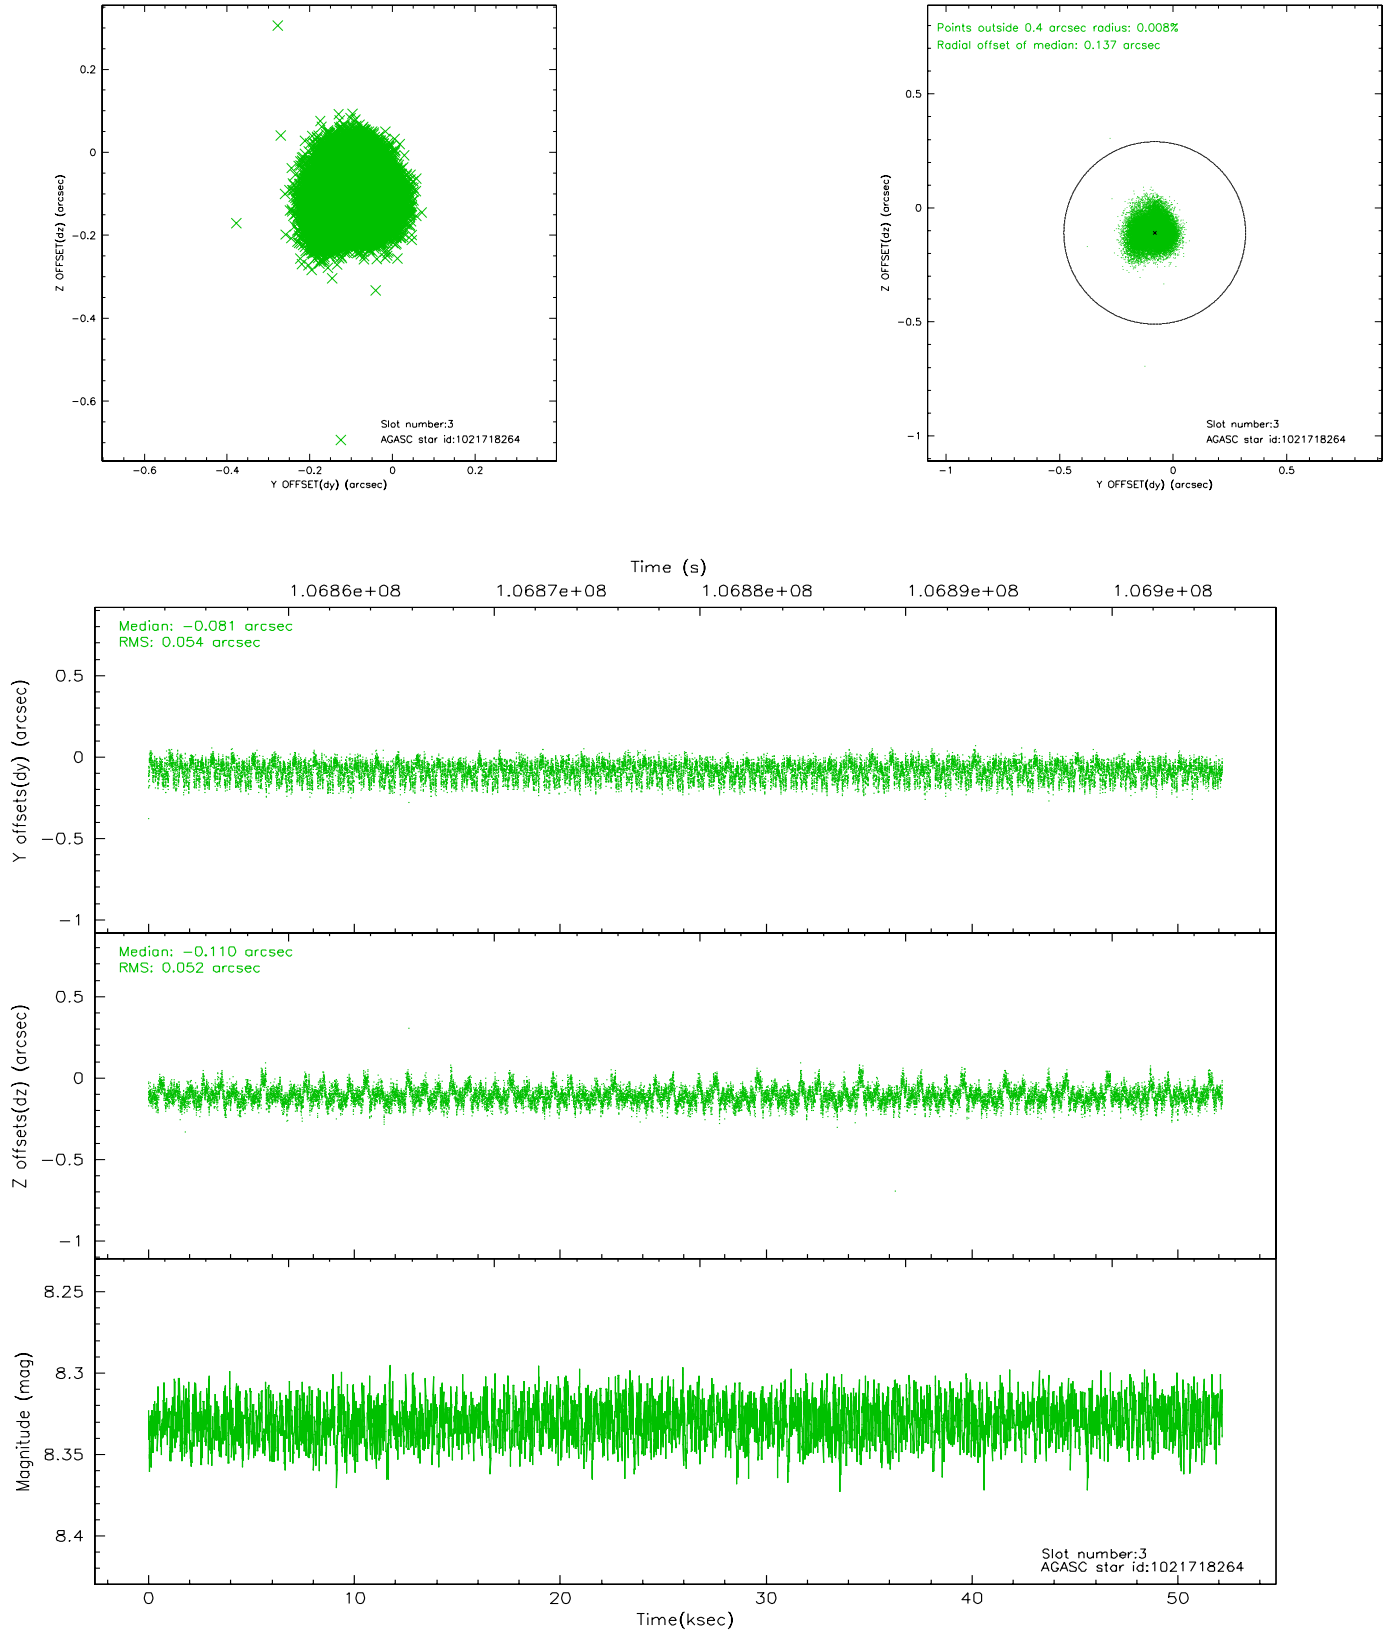 0.2
0
−0.2
−0.4
−0.6
Z OFFSET(dz) (arcsec)
Slot number:3
AGASC star id:1021718264
−0.6 −0.4 −0.2 0 0.2
Y OFFSET(dy) (arcsec)
Points outside 0.4 arcsec radius: 0.008%
Radial offset of median: 0.137 arcsec
0.5
0
−0.5
−1
Z OFFSET(dz) (arcsec)
Slot number:3
AGASC star id:1021718264
−1 −0.5 0 0.5
Y OFFSET(dy) (arcsec)
Time (s)
1.0686e+08 1.0687e+08 1.0688e+08 1.0689e+08 1.069e+08
Median: −0.081 arcsec
RMS: 0.054 arcsec
0.5
0
−0.5
−1
Y offsets(dy) (arcsec)
Median: −0.110 arcsec
RMS: 0.052 arcsec
0.5
0
−0.5
−1
Z offsets(dz) (arcsec)
8.25
8.3
8.35
8.4
Magnitude (mag)
Slot number:3
AGASC star id:1021718264
0 10 20 30 40 50
Time(ksec)